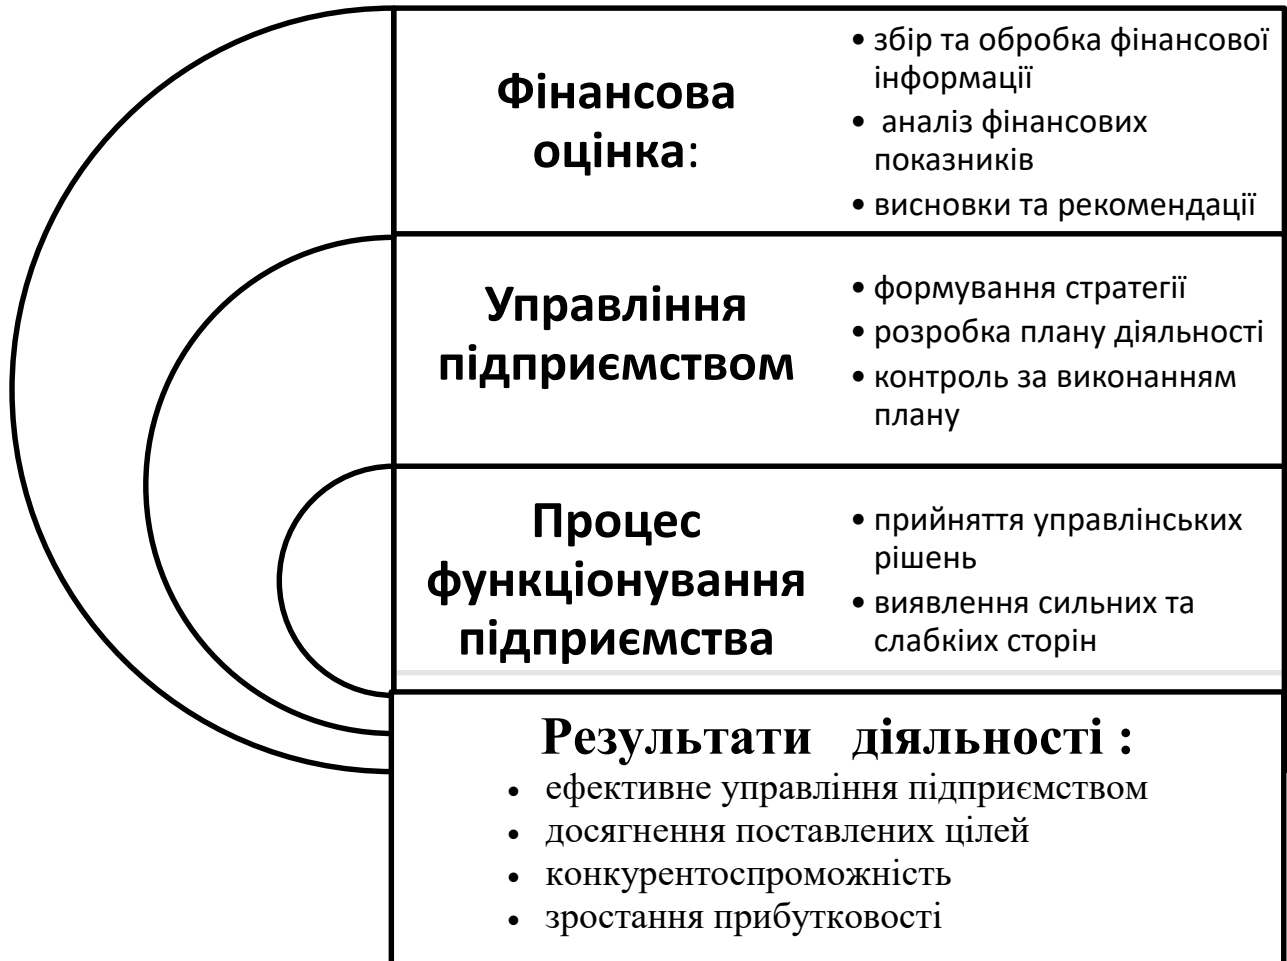 Фінансова
оцінка:
• збір та обробка фінансової
інформації
• аналіз фінансових
показників
• висновки та рекомендації
Управління
підприємством
• формування стратегії
• розробка плану діяльності
• контроль за виконанням
плану
Процес
функціонування
підприємства
• прийняття управлінських
рішень
• виявлення сильних та
слабкіих сторін
Результати діяльності :
• ефективне управління підприємством
• досягнення поставлених цілей
• конкурентоспроможність
• зростання прибутковості